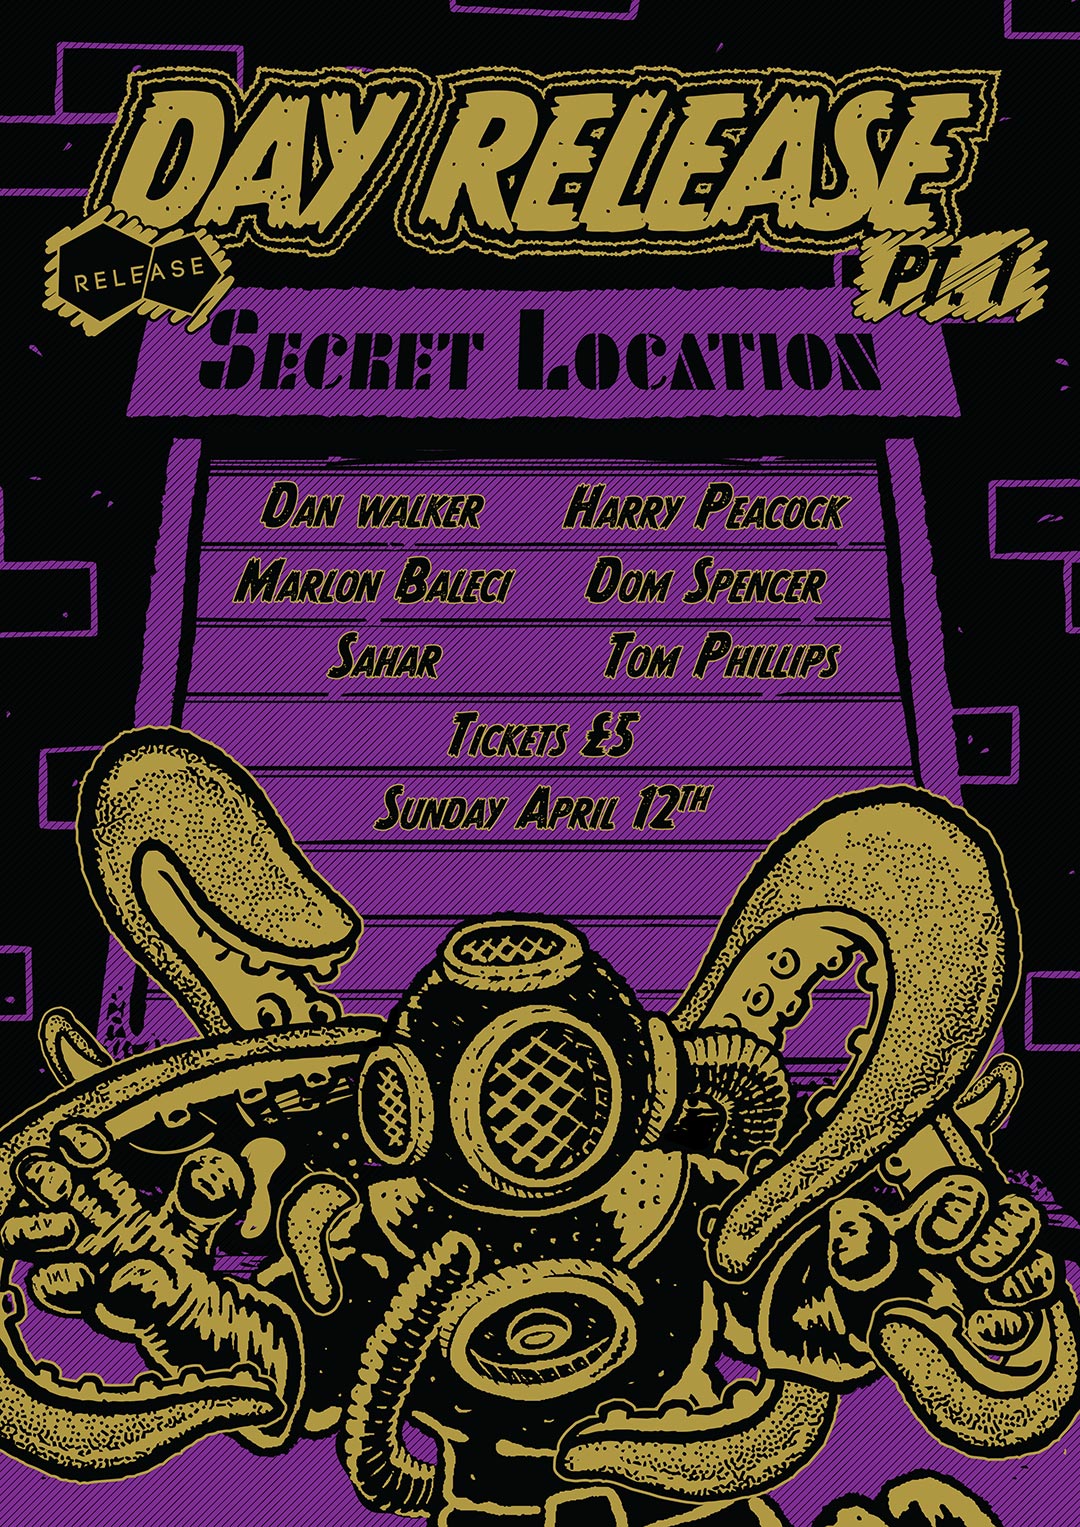 DAY RELEASE
RELEASE
PT. 1
SECRET LOCATION
DAN WALKER HARRY PEACOCK
MARLON BALECI DOM SPENCER
SAHAR TOM PHILLIPS
TICKETS £5
SUNDAY APRIL 12TH